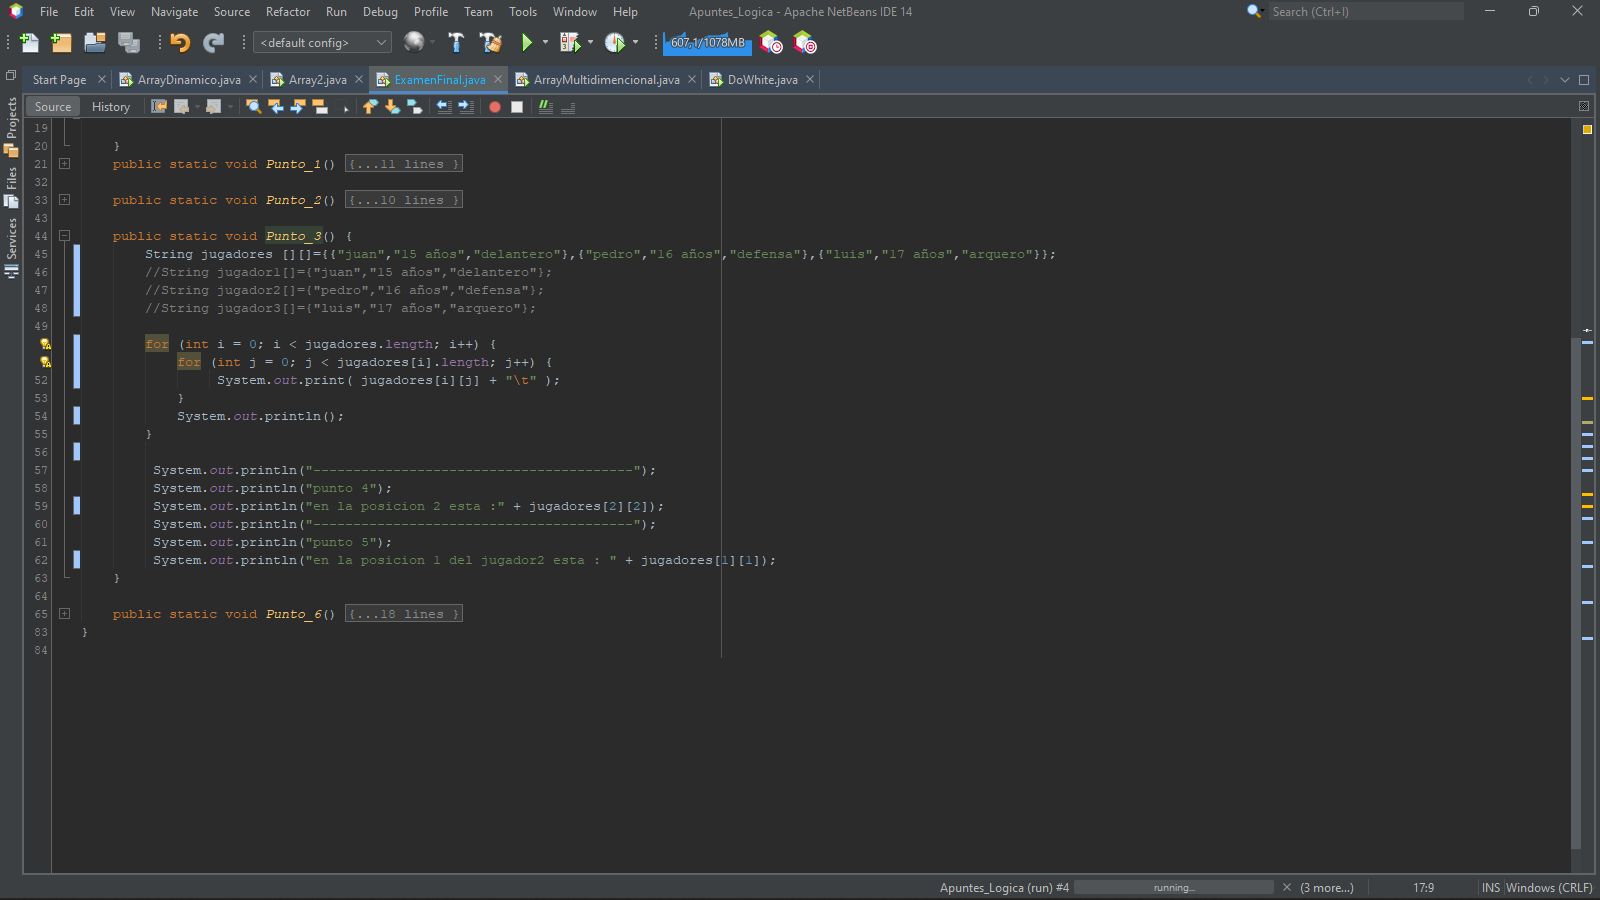 File Edit View Navigate Source Refactor Run Debug Profile Team Tools Window Help Apuntes_Logica - Apache NetBeans IDE 14 Search (Ctrl+I)
<default config> 607,1/1078MB
Start Page ArrayDinamico.java Array2.java ExamenFinal.java ArrayMultidimencional.java DoWhite.java
Source History
Projects
Files
Services
19
20 }
21 public static void Punto_1() {...11 lines }
32
33 public static void Punto_2() {...10 lines }
43
44 public static void Punto_3() {
45 String jugadores [][]={{"juan","15 años","delantero"},{"pedro","16 años","defensa"},{"luis","17 años","arquero"}};
46 //String jugador1[]={"juan","15 años","delantero"};
47 //String jugador2[]={"pedro","16 años","defensa"};
48 //String jugador3[]={"luis","17 años","arquero"};
49
for (int i = 0; i < jugadores.length; i++) {
for (int j = 0; j < jugadores[i].length; j++) {
52 System.out.print( jugadores[i][j] + "\t" );
53 }
54 System.out.println();
55 }
56
57 System.out.println("----------------------------------------");
58 System.out.println("punto 4");
59 System.out.println("en la posicion 2 esta :" + jugadores[2][2]);
60 System.out.println("----------------------------------------");
61 System.out.println("punto 5");
62 System.out.println("en la posicion 1 del jugador2 esta : " + jugadores[1][1]);
63 }
64
65 public static void Punto_6() {...18 lines }
83 }
84
Apuntes_Logica (run) #4 running... (3 more...) 17:9 INS Windows (CRLF)